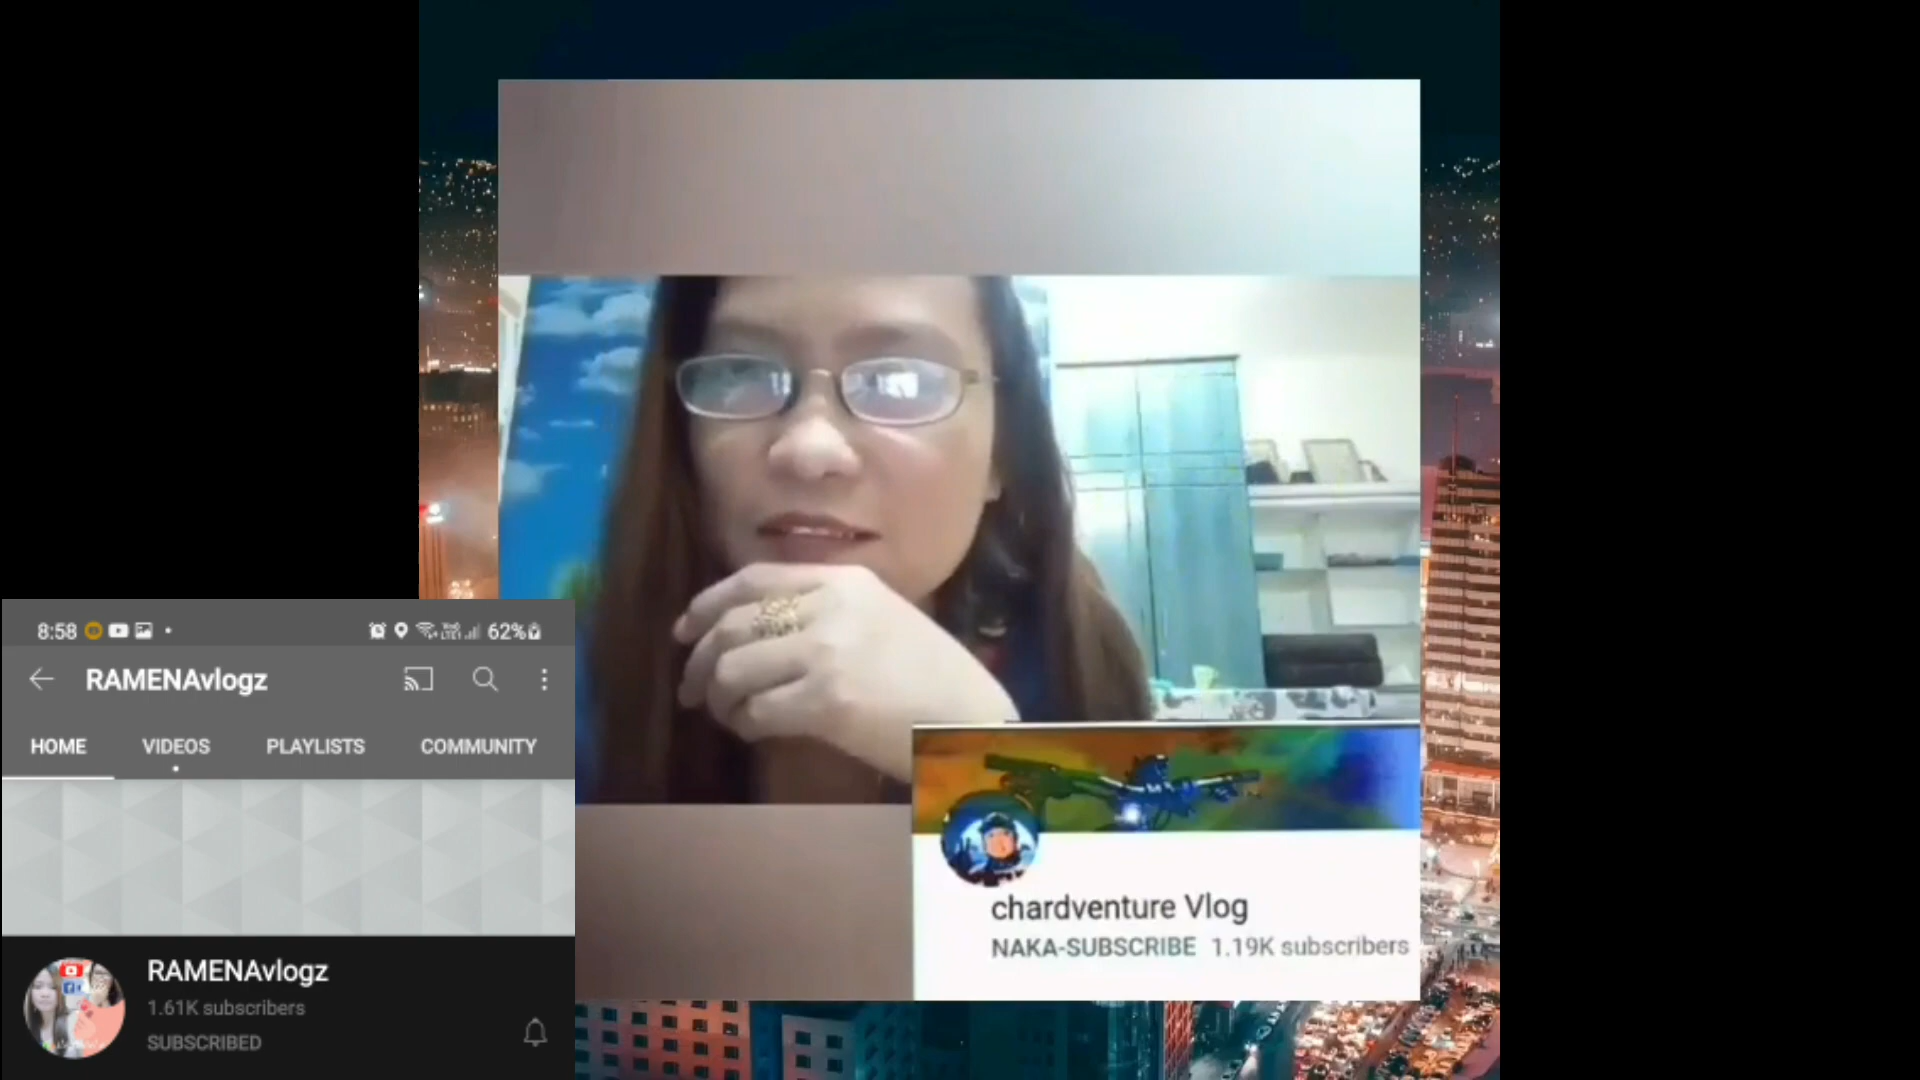 8:58
62%
RAMENAvlogz
HOME VIDEOS PLAYLISTS COMMUNITY
RAMENAvlogz
1.61K subscribers
SUBSCRIBED
chardventure Vlog
NAKA-SUBSCRIBE 1.19K subscribers